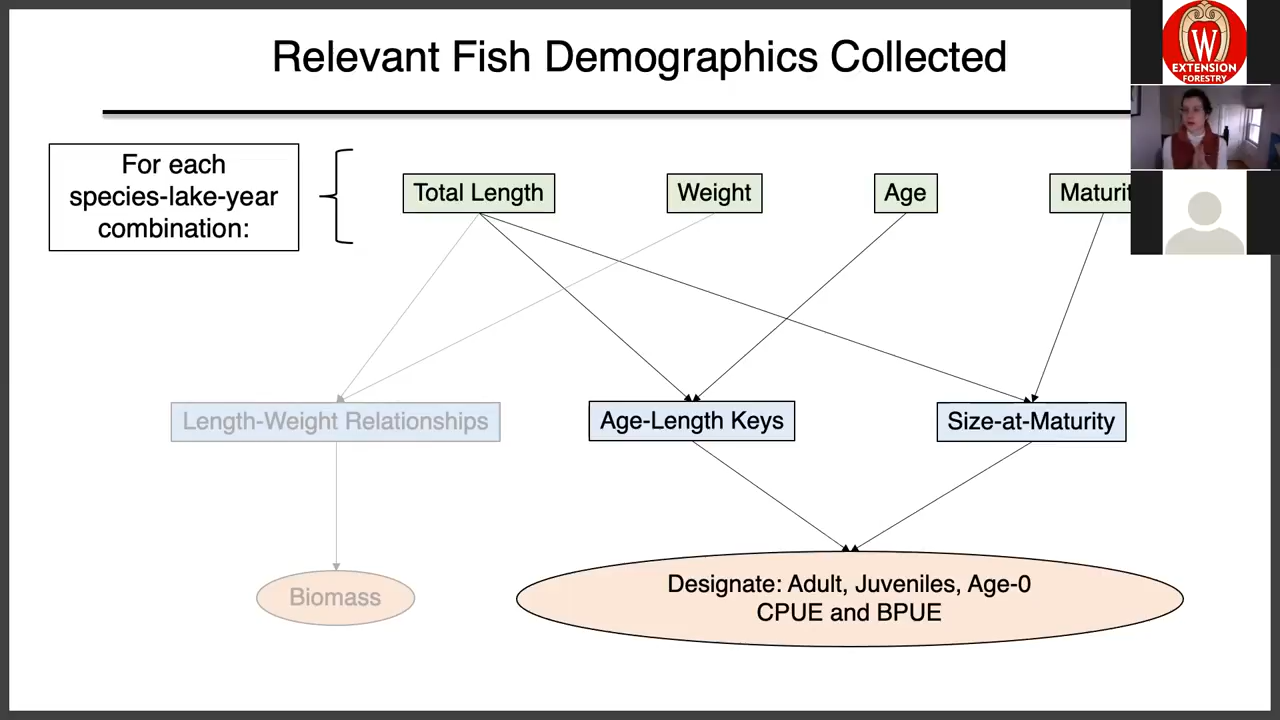 Relevant Fish Demographics Collected
W
EXTENSION
FORESTRY
For each
species-lake-year
combination:
Total Length
Weight
Age
Maturit
Length-Weight Relationships
Age-Length Keys
Size-at-Maturity
Biomass
Designate: Adult, Juveniles, Age-0
CPUE and BPUE